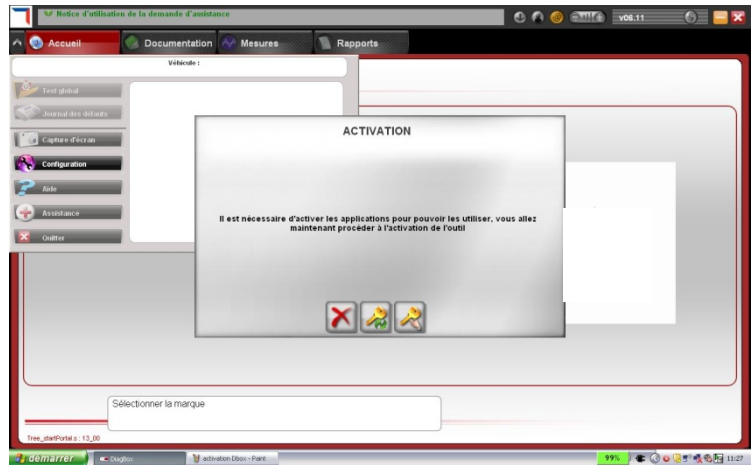 Notice d'utilisation de la demande d'assistance
v06.11
Accueil
Documentation
Mesures
Rapports
Véhicule :
Test global
Journal des défauts
Capture d'écran
Configuration
Aide
Assistance
Quitter
ACTIVATION
Il est nécessaire d'activer les applications pour pouvoir les utiliser, vous allez
maintenant procéder à l'activation de l'outil
Sélectionner la marque
Tree_startPortal.s : 13_00
démarrer
DiagBox
activation Dbox - Paint
99%
11:27